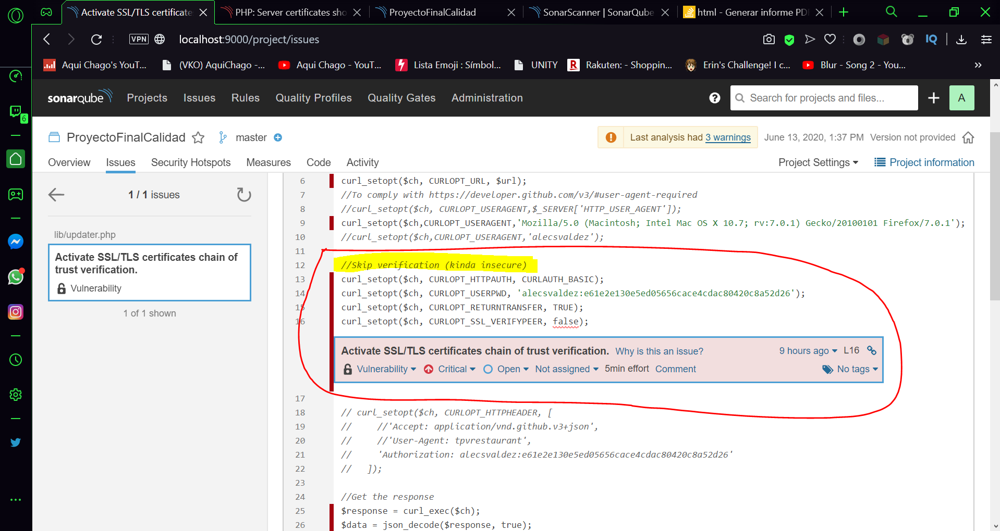 Activate SSL/TLS certificate
PHP: Server certificates sho
ProyectoFinalCalidad
SonarScanner | SonarQube
html - Generar informe PD
VPN
localhost:9000/project/issues
IQ
Aqui Chago's YouT...
(VKO) AquiChago -...
Aqui Chago - YouT...
Lista Emoji : Símbol...
UNITY
R
Rakuten: - Shoppin...
Erin's Challenge! I c...
Blur - Song 2 - You...
»
6
sonarqube
Projects
Issues
Rules
Quality Profiles
Quality Gates
Administration
?
Search for projects and files...
A
ProyectoFinalCalidad
master
Last analysis had 3 warnings
June 13, 2020, 1:37 PM
Version not provided
Overview
Issues
Security Hotspots
Measures
Code
Activity
Project Settings
Project information
1 / 1 issues
lib/updater.php
Activate SSL/TLS certificates chain of
trust verification.
Vulnerability
1 of 1 shown
6 curl_setopt($ch, CURLOPT_URL, $url);
7 //To comply with https://developer.github.com/v3/#user-agent-required
8 //curl_setopt($ch, CURLOPT_USERAGENT,$_SERVER['HTTP_USER_AGENT']);
9 curl_setopt($ch,CURLOPT_USERAGENT,'Mozilla/5.0 (Macintosh; Intel Mac OS X 10.7; rv:7.0.1) Gecko/20100101 Firefox/7.0.1');
10 //curl_setopt($ch,CURLOPT_USERAGENT,'alecsvaldez');
11
12 //Skip verification (kinda insecure)
13 curl_setopt($ch, CURLOPT_HTTPAUTH, CURLAUTH_BASIC);
14 curl_setopt($ch, CURLOPT_USERPWD, 'alecsvaldez:e61e2e130e5ed05656cace4cdac80420c8a52d26');
15 curl_setopt($ch, CURLOPT_RETURNTRANSFER, TRUE);
16 curl_setopt($ch, CURLOPT_SSL_VERIFYPEER, false);
Activate SSL/TLS certificates chain of trust verification. Why is this an issue? 9 hours ago L16
Vulnerability Critical Open Not assigned 5min effort Comment No tags
17
18 // curl_setopt($ch, CURLOPT_HTTPHEADER, [
19 //     //'Accept: application/vnd.github.v3+json',
20 //     //'User-Agent: tpvrestaurant',
21 //     'Authorization: alecsvaldez:e61e2e130e5ed05656cace4cdac80420c8a52d26'
22 //   ]);
23
24 //Get the response
25 $response = curl_exec($ch);
26 $data = json_decode($response, true);